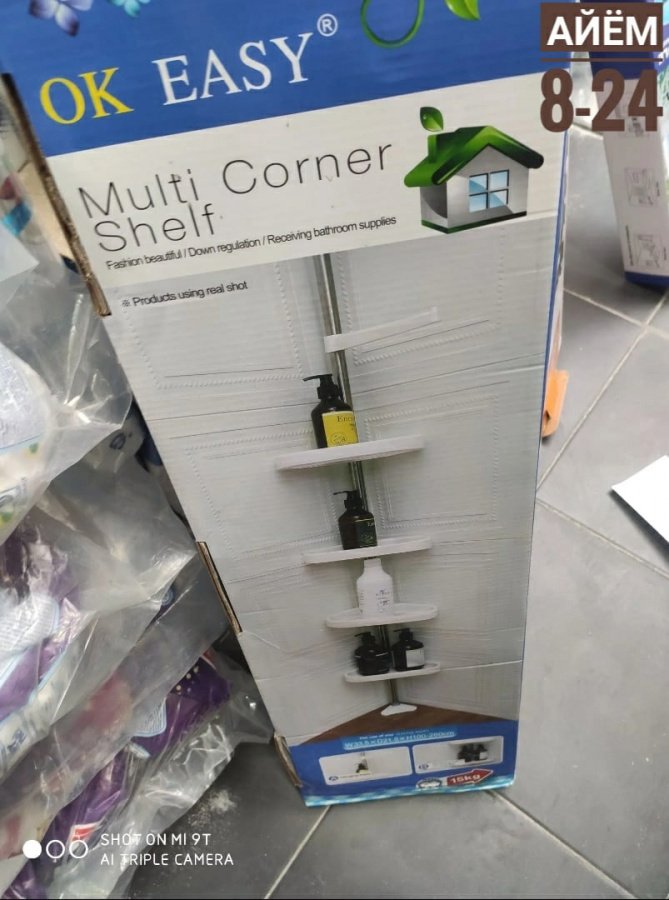 АЙЁМ
8-24
OK EASY®
Multi Corner
Shelf
Fashion beautiful / Down regulation / Receiving bathroom supplies
※ Products using real shot
15kg
SHOT ON MI 9T
AI TRIPLE CAMERA